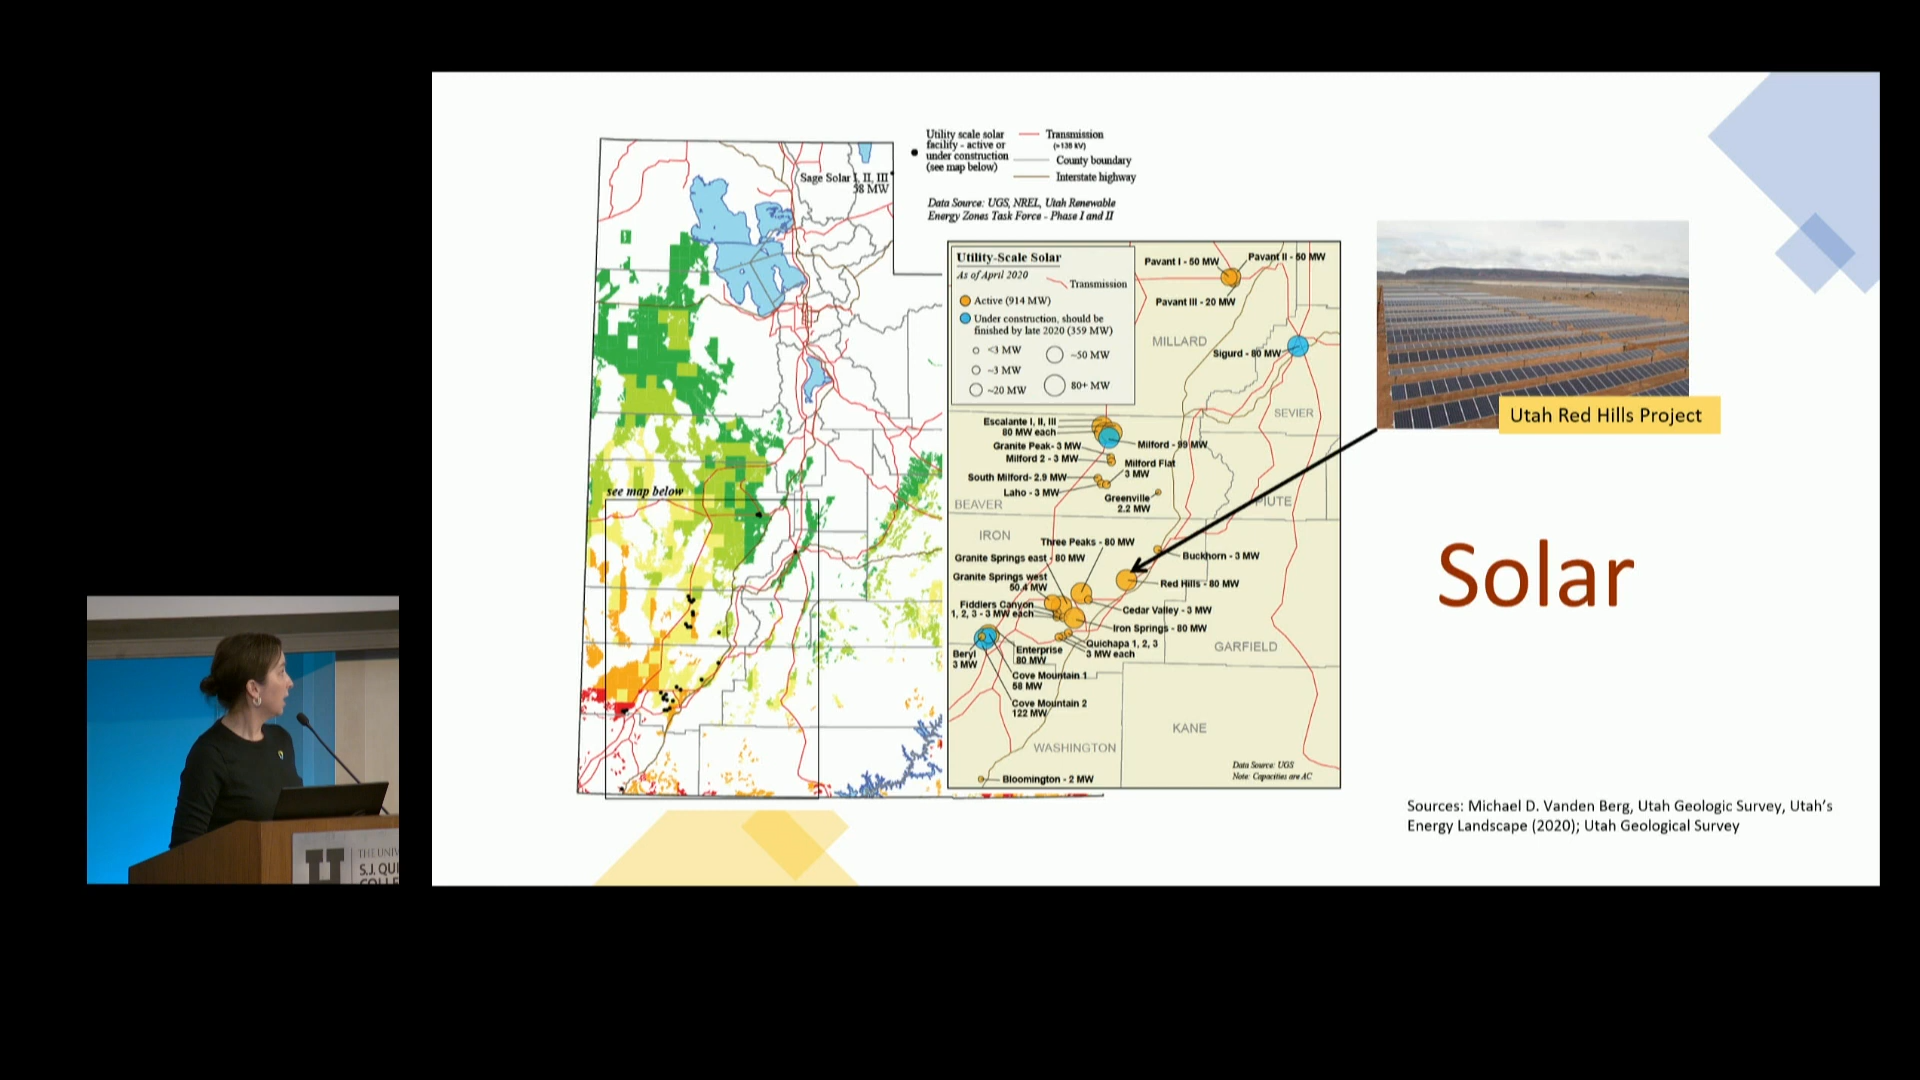 Utility scale solar
facility - active or
under construction
(see map below)
Transmission
(>138 kV)
County boundary
Interstate highway
Data Source: UGS, NREL, Utah Renewable
Energy Zones Task Force - Phase I and II
Sage Solar I, II, III
58 MW
see map below
Utility-Scale Solar
As of April 2020
Transmission
Active (914 MW)
Under construction, should be
finished by late 2020 (359 MW)
<3 MW
~50 MW
~3 MW
~20 MW
80+ MW
Pavant I - 50 MW
Pavant II - 50 MW
Pavant III - 20 MW
MILLARD
Sigurd - 80 MW
SEVIER
Escalante I, II, III
80 MW each
Milford - 99 MW
Granite Peak- 3 MW
Milford 2 - 3 MW
Milford Flat
3 MW
South Milford- 2.9 MW
Laho - 3 MW
Greenville
2.2 MW
BEAVER
PIUTE
IRON
Three Peaks - 80 MW
Granite Springs east - 80 MW
Buckhorn - 3 MW
Granite Springs west
50.4 MW
Red Hills - 80 MW
Fiddlers Canyon
1, 2, 3 - 3 MW each
Cedar Valley - 3 MW
Iron Springs - 80 MW
Quichapa 1, 2, 3
3 MW each
GARFIELD
Beryl
3 MW
Enterprise
80 MW
Cove Mountain 1
58 MW
Cove Mountain 2
122 MW
KANE
WASHINGTON
Bloomington - 2 MW
Data Source: UGS
Note: Capacities are AC
Utah Red Hills Project
Solar
Sources: Michael D. Vanden Berg, Utah Geologic Survey, Utah's
Energy Landscape (2020); Utah Geological Survey
THE UNIV
S.J. QUI
COLLE